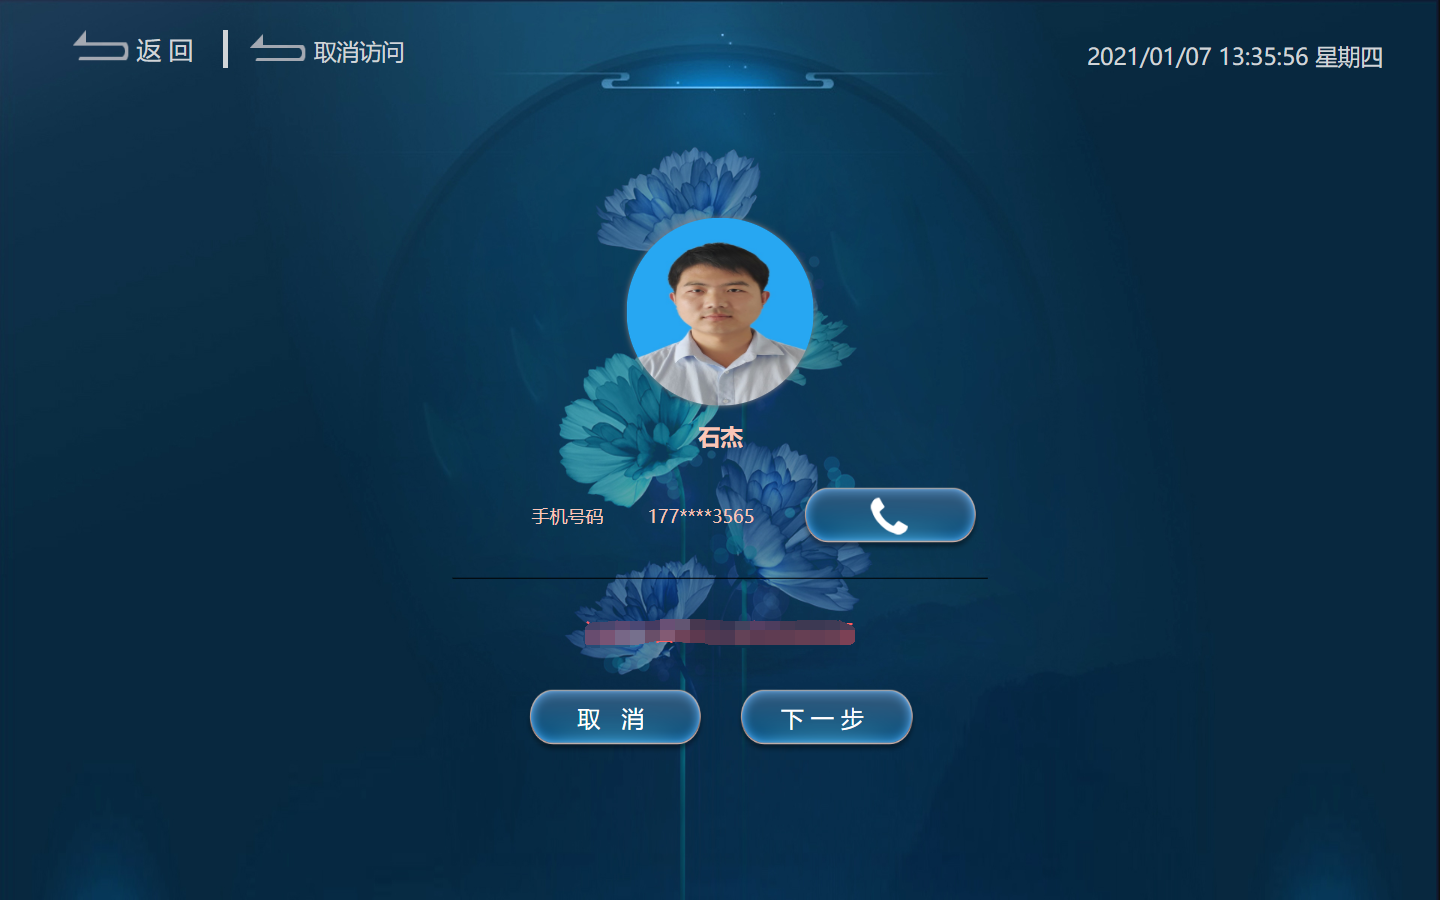 返回
取消访问
2021/01/07 13:35:56 星期四
石杰
手机号码 177****3565
取 消
下一步